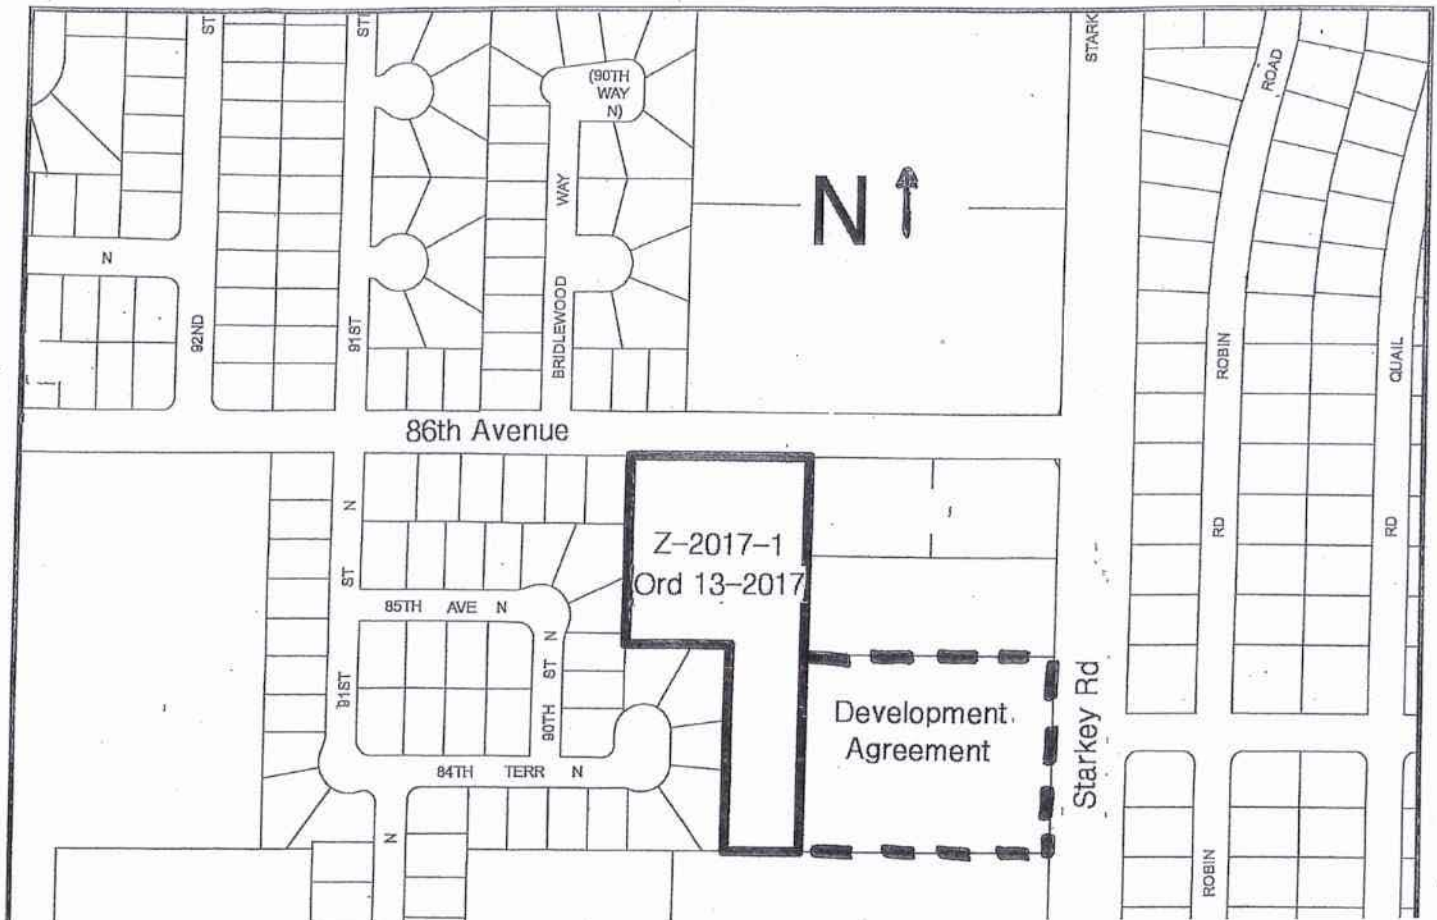 ST
ST
STARK
(90TH
WAY
N)
ROAD
N
WAY
N
92ND
91ST
BRIDLEWOOD
ROBIN
QUAIL
86th Avenue
N
ST
Z-2017-1
Ord 13-2017
RD
RD
85TH AVE N
N
ST
90TH
91ST
Development
Agreement
Starkey Rd
84TH TERR N
N
ROBIN